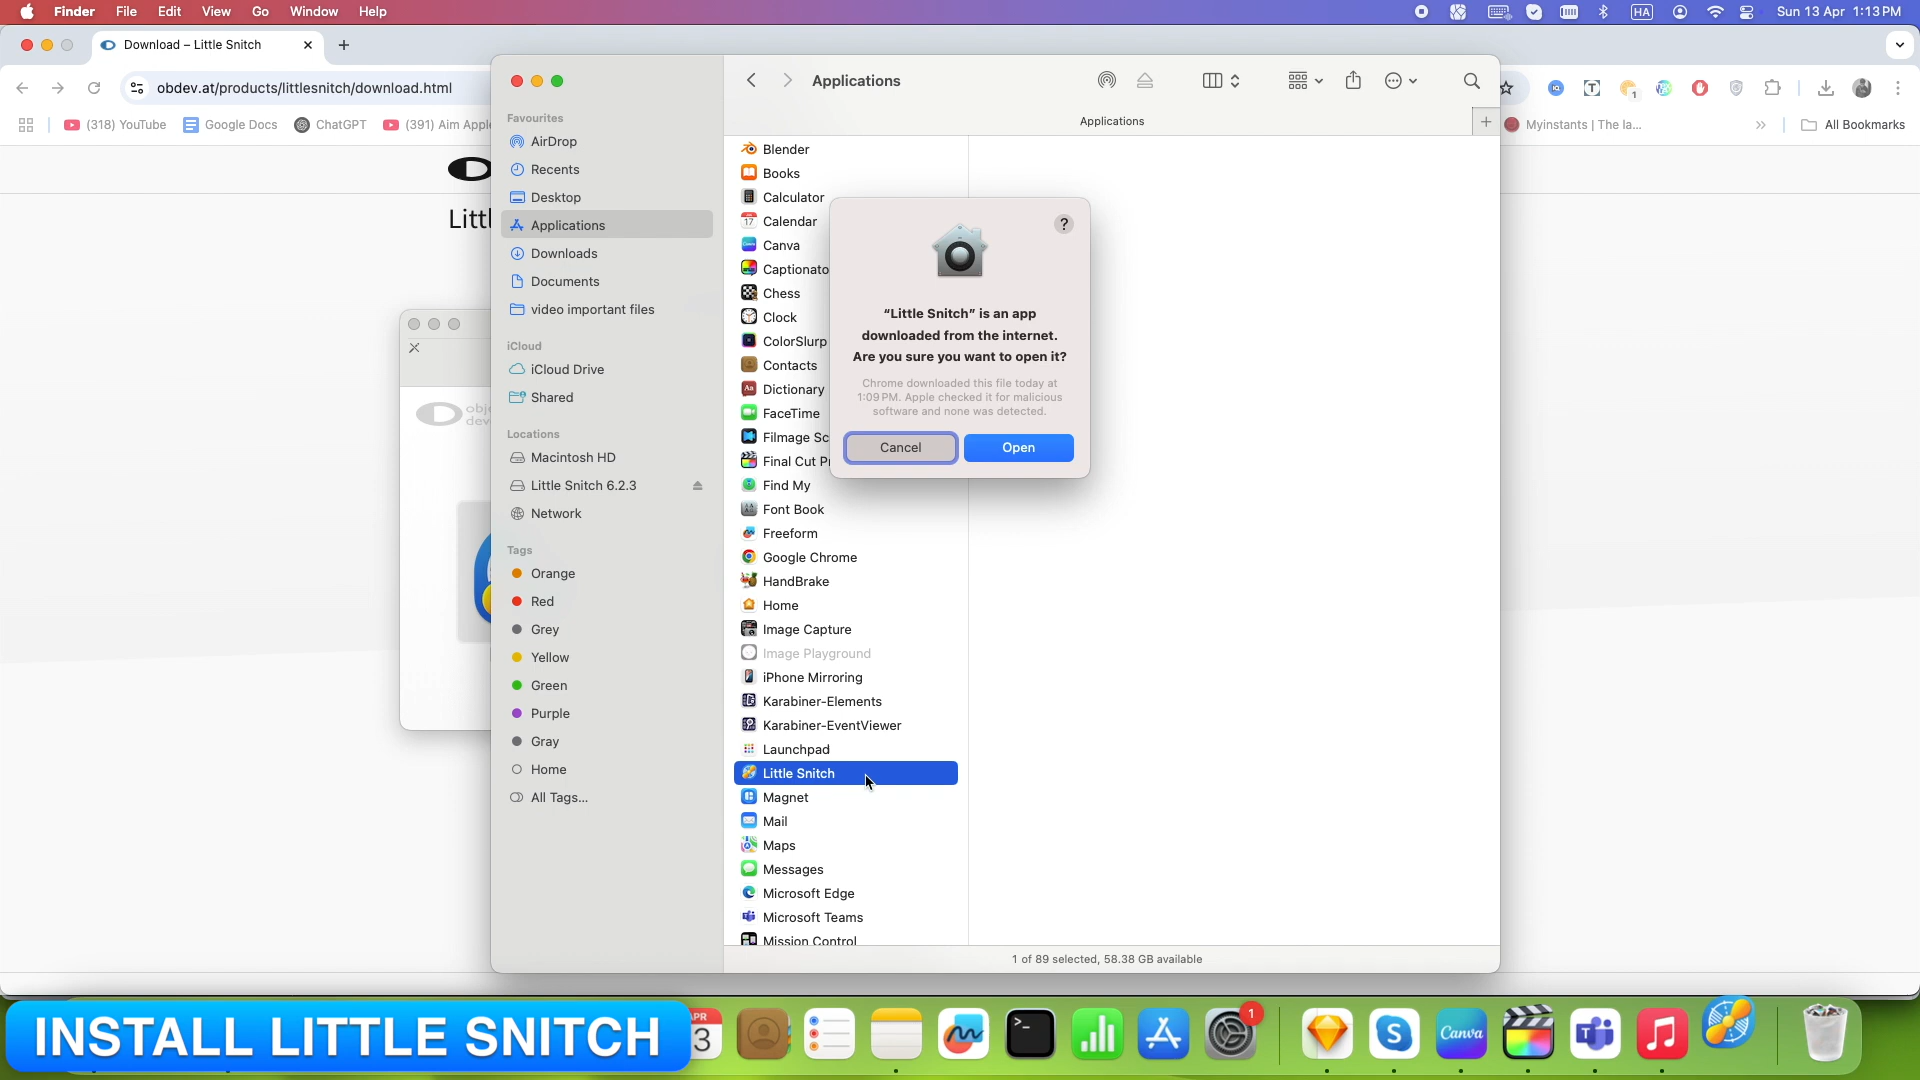 Finder File Edit View Go Window Help
HA
Sun 13 Apr 1:13 PM
Download – Little Snitch
obdev.at/products/littlesnitch/download.html
(318) YouTube
Google Docs
ChatGPT
(391) Aim Apple
Myinstants | The la...
All Bookmarks
Applications
Applications
Favourites
AirDrop
Recents
Desktop
Applications
Downloads
Documents
video important files
iCloud
iCloud Drive
Shared
Locations
Macintosh HD
Little Snitch 6.2.3
Network
Tags
Orange
Red
Grey
Yellow
Green
Purple
Gray
Home
All Tags...
Blender
Books
Calculator
Calendar
Canva
Captionato
Chess
Clock
ColorSlurp
Contacts
Dictionary
FaceTime
Filmage Sc
Final Cut P
Find My
Font Book
Freeform
Google Chrome
HandBrake
Home
Image Capture
Image Playground
iPhone Mirroring
Karabiner-Elements
Karabiner-EventViewer
Launchpad
Little Snitch
Magnet
Mail
Maps
Messages
Microsoft Edge
Microsoft Teams
Mission Control
?
“Little Snitch” is an app
downloaded from the internet.
Are you sure you want to open it?
Chrome downloaded this file today at
1:09 PM. Apple checked it for malicious
software and none was detected.
Cancel
Open
1 of 89 selected, 58.38 GB available
INSTALL LITTLE SNITCH
1
Canva